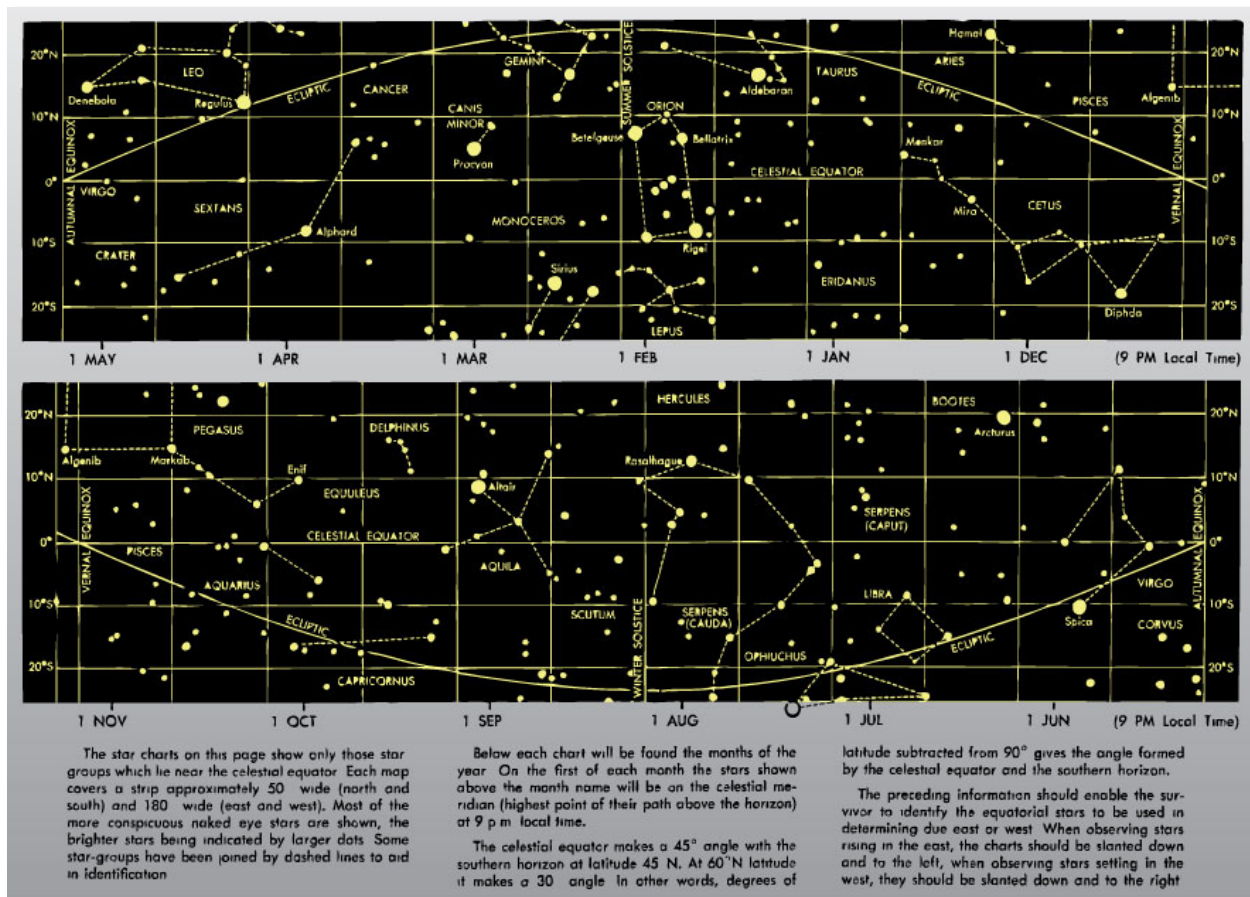 20°N
10°N
0°
10°S
20°S
Denebola
LEO
Regulus
ECLIPTIC
CANCER
GEMINI
CANIS
MINOR
Procyon
SUMMER SOLSTICE
ORION
Betelgeuse
Bellatrix
Aldebaran
TAURUS
Hamal
ARIES
ECLIPTIC
PISCES
Algenib
20°N
10°N
0°
10°S
20°S
AUTUMNAL EQUINOX
VIRGO
SEXTANS
CRATER
Alphard
MONOCEROS
Sirius
Rigel
LEPUS
CELESTIAL EQUATOR
Menkar
Mira
CETUS
ERIDANUS
Diphda
VERNAL EQUINOX
1 MAY
1 APR
1 MAR
1 FEB
1 JAN
1 DEC
(9 PM Local Time)
20°N
10°N
0°
10°S
20°S
PEGASUS
Algenib
Markab
Enif
DELPHINUS
EQUULEUS
Altair
HERCULES
Rasalhague
BOOTES
Arcturus
SERPENS
(CAPUT)
20°N
10°N
0°
10°S
20°S
VERNAL EQUINOX
PISCES
AQUARIUS
ECLIPTIC
CAPRICORNUS
CELESTIAL EQUATOR
AQUILA
SCUTUM
WINTER SOLSTICE
SERPENS
(CAUDA)
OPHIUCHUS
LIBRA
ECLIPTIC
Spica
VIRGO
CORVUS
AUTUMNAL EQUINOX
1 NOV
1 OCT
1 SEP
1 AUG
1 JUL
1 JUN
(9 PM Local Time)
The star charts on this page show only those star
groups which lie near the celestial equator. Each map
covers a strip approximately 50 wide (north and
south) and 180 wide (east and west). Most of the
more conspicuous naked eye stars are shown, the
brighter stars being indicated by larger dots. Some
star-groups have been joined by dashed lines to aid
in identification
Below each chart will be found the months of the
year. On the first of each month the stars shown
above the month name will be on the celestial me-
ridian (highest point of their path above the horizon)
at 9 p m local time.
The celestial equator makes a 45° angle with the
southern horizon at latitude 45 N. At 60°N latitude
it makes a 30 angle In other words, degrees of
latitude subtracted from 90° gives the angle formed
by the celestial equator and the southern horizon.
The preceding information should enable the sur-
vivor to identify the equatorial stars to be used in
determining due east or west When observing stars
rising in the east, the charts should be slanted down
and to the left, when observing stars setting in the
west, they should be slanted down and to the right